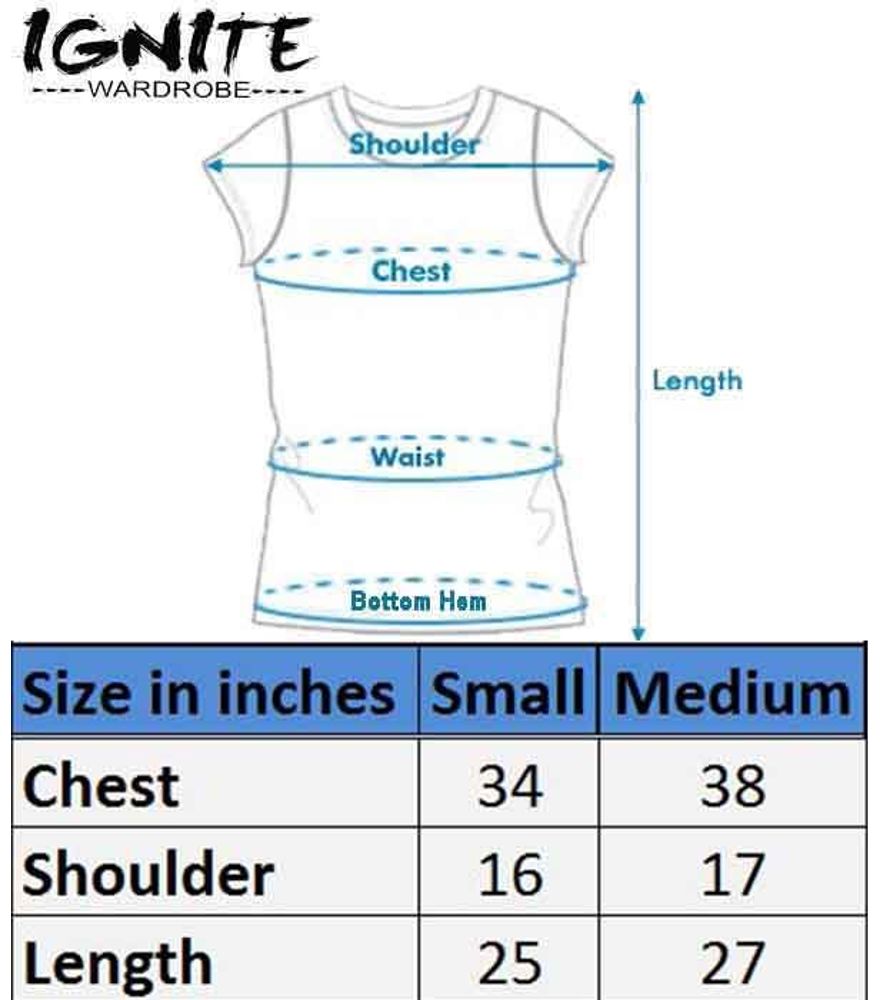 IGNITE
----WARDROBE----
Shoulder
Chest
Length
Waist
Bottom Hem
Size in inches Small Medium
Chest 34 38
Shoulder 16 17
Length 25 27